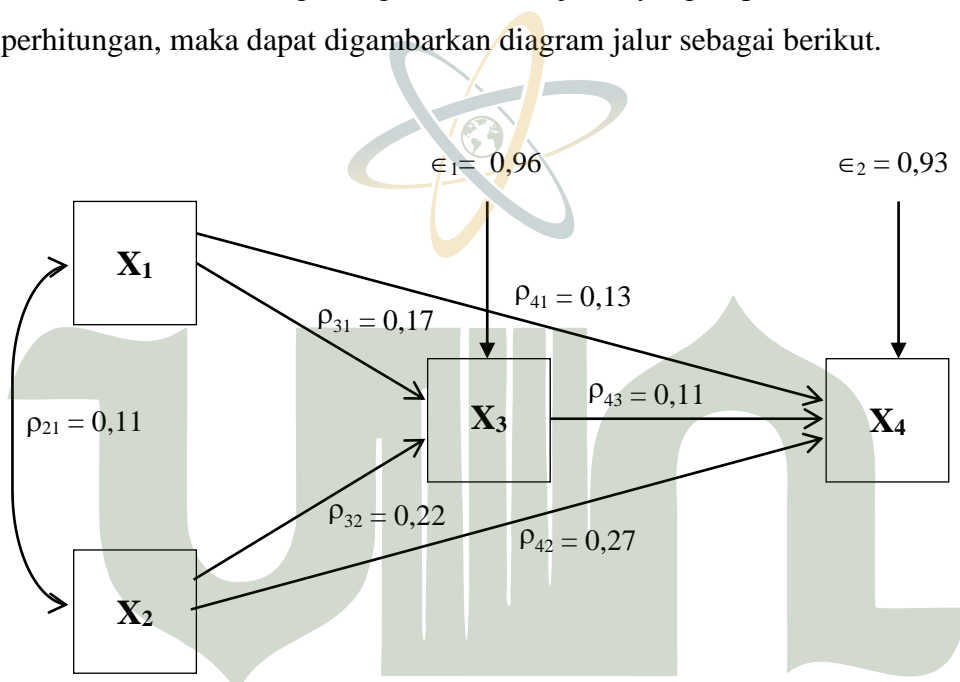 perhitungan, maka dapat digambarkan diagram jalur sebagai berikut.
∈1= 0,96
∈2 = 0,93
X1
ρ41 = 0,13
ρ31 = 0,17
ρ43 = 0,11
X3
X4
ρ21 = 0,11
ρ32 = 0,22
ρ42 = 0,27
X2